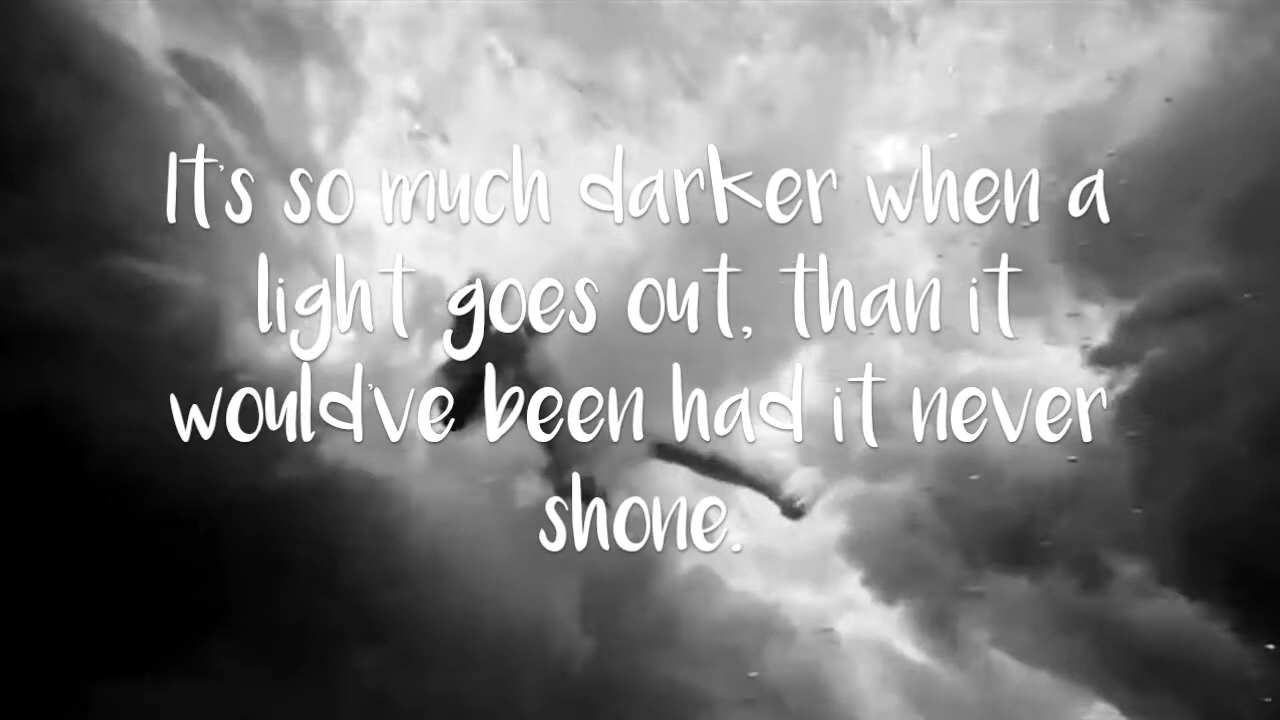 It's so much darker when a
light goes out, than it
would've been had it never
shone.